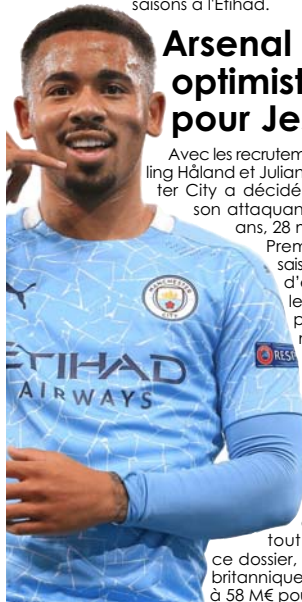 saisons à l'Etihad.
Arsenal
optimist
pour Je
Avec les recrutem
ling Håland et Julian
ter City a décidé
son attaquan
ans, 28 m
Prem
sais
d'
le
p
tout
ce dossier,
britannique
à 58 M€ pou
MANCHESTER
CITY
ETIHAD
AIRWAYS
RESP